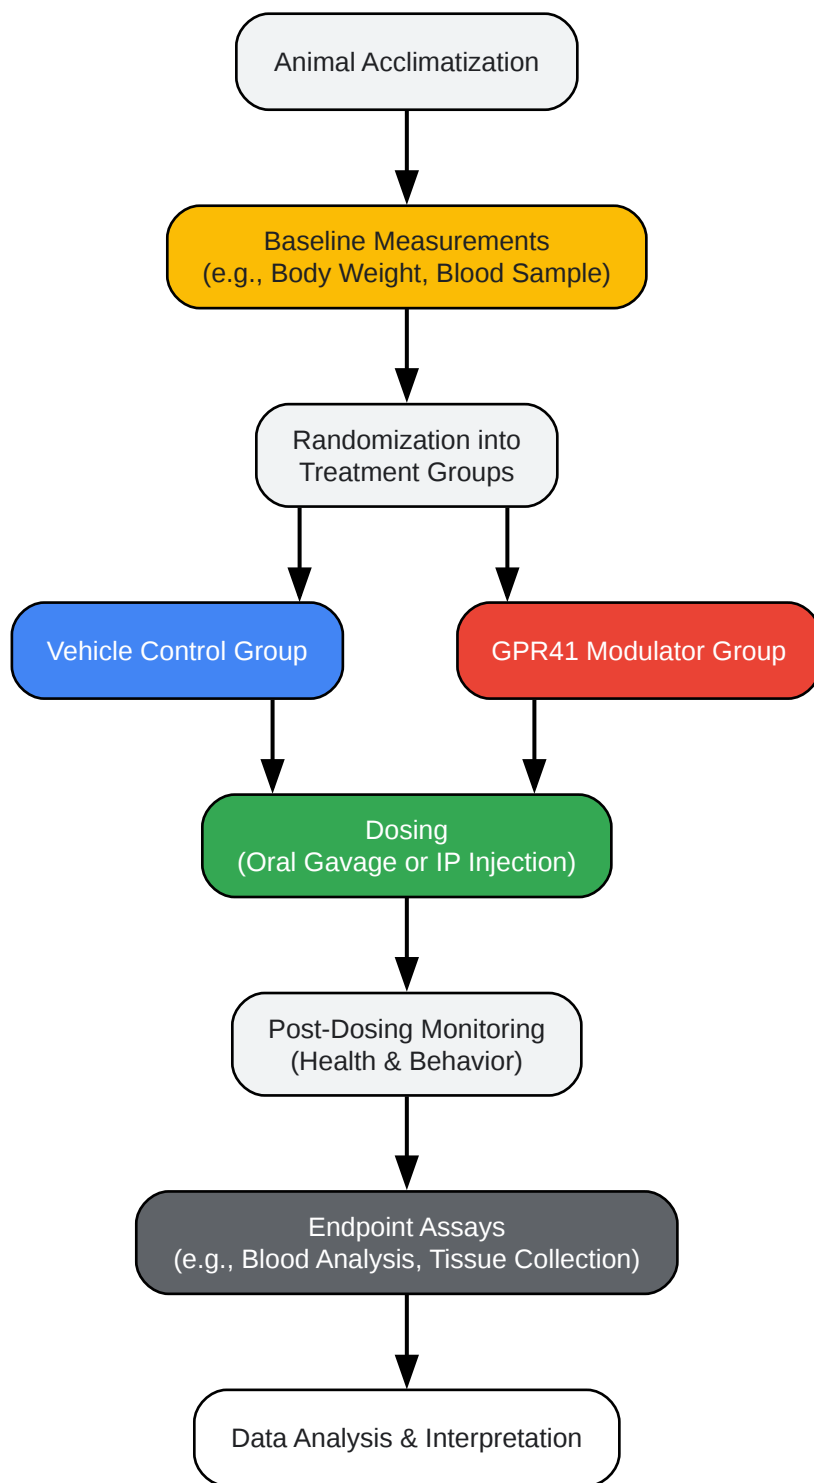 Animal Acclimatization
Baseline Measurements
(e.g., Body Weight, Blood Sample)
Randomization into
Treatment Groups
Vehicle Control Group
GPR41 Modulator Group
Dosing
(Oral Gavage or IP Injection)
Post-Dosing Monitoring
(Health & Behavior)
Endpoint Assays
(e.g., Blood Analysis, Tissue Collection)
Data Analysis & Interpretation